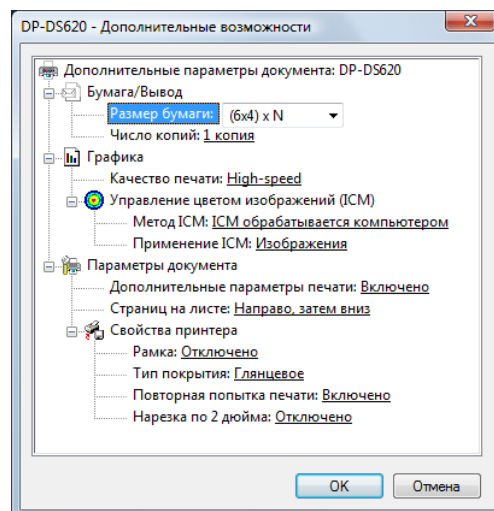 DP-DS620 - Дополнительные возможности
Дополнительные параметры документа: DP-DS620
Бумага/Вывод
Размер бумаги: (6x4) x N
Число копий: 1 копия
Графика
Качество печати: High-speed
Управление цветом изображений (ICM)
Метод ICM: ICM обрабатывается компьютером
Применение ICM: Изображения
Параметры документа
Дополнительные параметры печати: Включено
Страниц на листе: Направо, затем вниз
Свойства принтера
Рамка: Отключено
Тип покрытия: Глянцевое
Повторная попытка печати: Включено
Нарезка по 2 дюйма: Отключено
OK Отмена